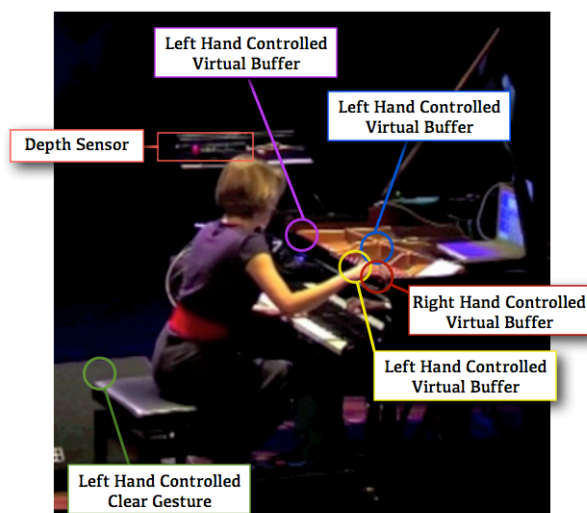 Left Hand Controlled
Virtual Buffer
Left Hand Controlled
Virtual Buffer
Depth Sensor
Right Hand Controlled
Virtual Buffer
Left Hand Controlled
Virtual Buffer
Left Hand Controlled
Clear Gesture